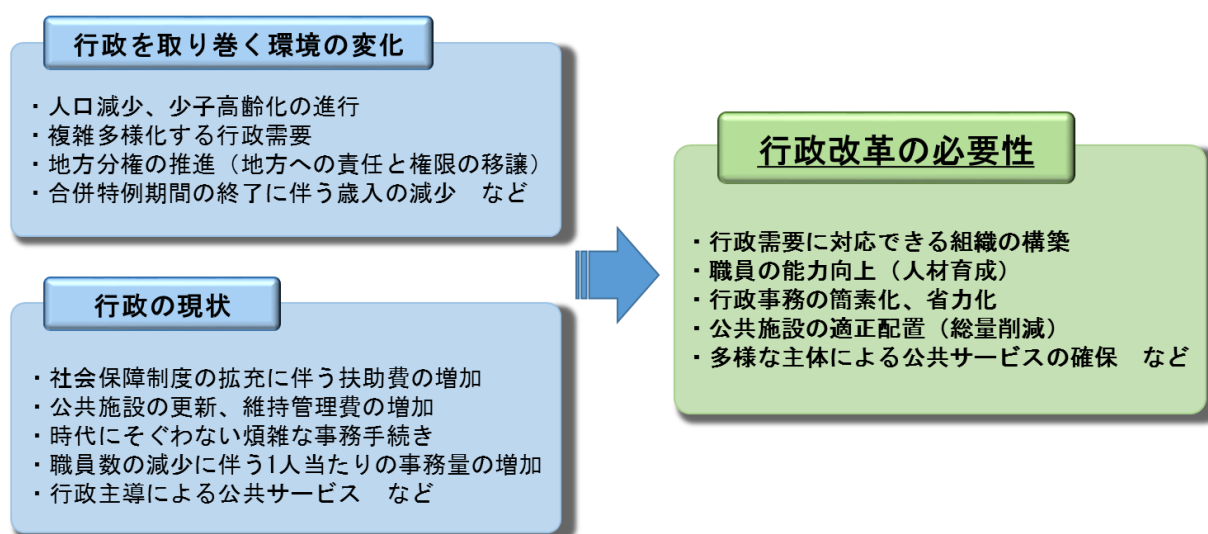 行政を取り巻く環境の変化
・人口減少、少子高齢化の進行
・複雑多様化する行政需要
・地方分権の推進（地方への責任と権限の移譲）
・合併特例期間の終了に伴う歳入の減少　など
行政の現状
・社会保障制度の拡充に伴う扶助費の増加
・公共施設の更新、維持管理費の増加
・時代にそぐわない煩雑な事務手続き
・職員数の減少に伴う1人当たりの事務量の増加
・行政主導による公共サービス　など
行政改革の必要性
・行政需要に対応できる組織の構築
・職員の能力向上（人材育成）
・行政事務の簡素化、省力化
・公共施設の適正配置（総量削減）
・多様な主体による公共サービスの確保　など